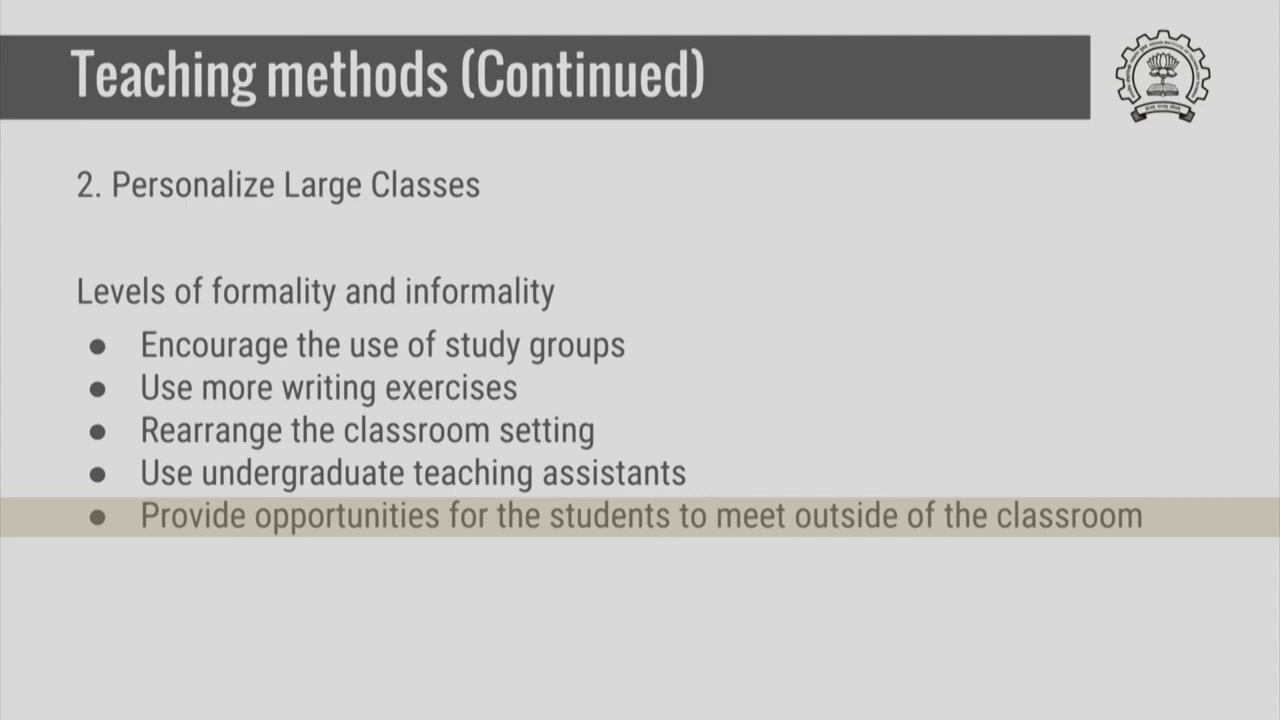 Teaching methods (Continued)
2. Personalize Large Classes
Levels of formality and informality
● Encourage the use of study groups
● Use more writing exercises
● Rearrange the classroom setting
● Use undergraduate teaching assistants
● Provide opportunities for the students to meet outside of the classroom